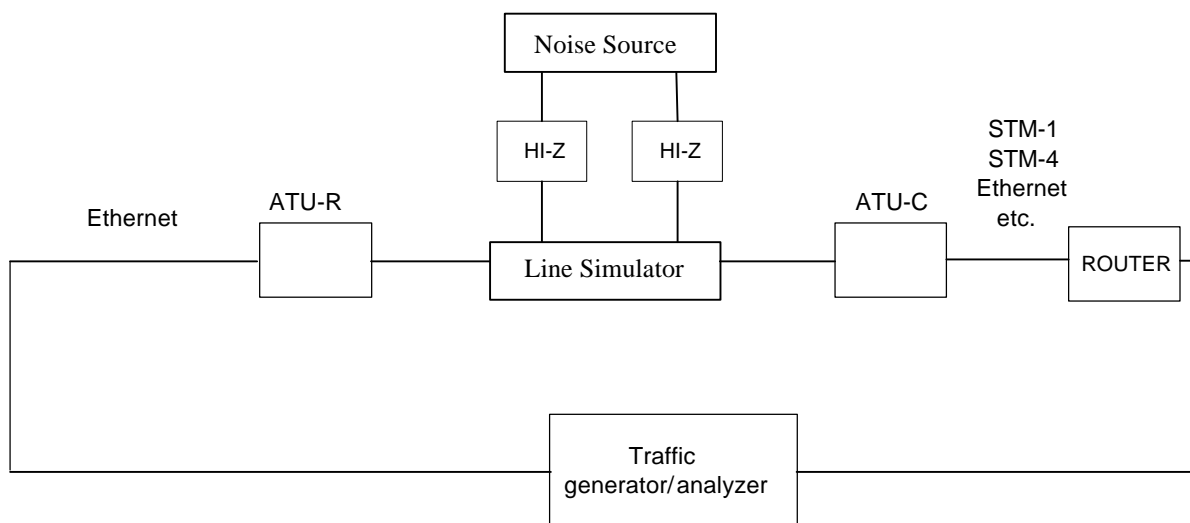 Noise Source
HI-Z
HI-Z
STM-1
STM-4
Ethernet
etc.
Ethernet
ATU-R
ATU-C
Line Simulator
ROUTER
Traffic
generator/analyzer